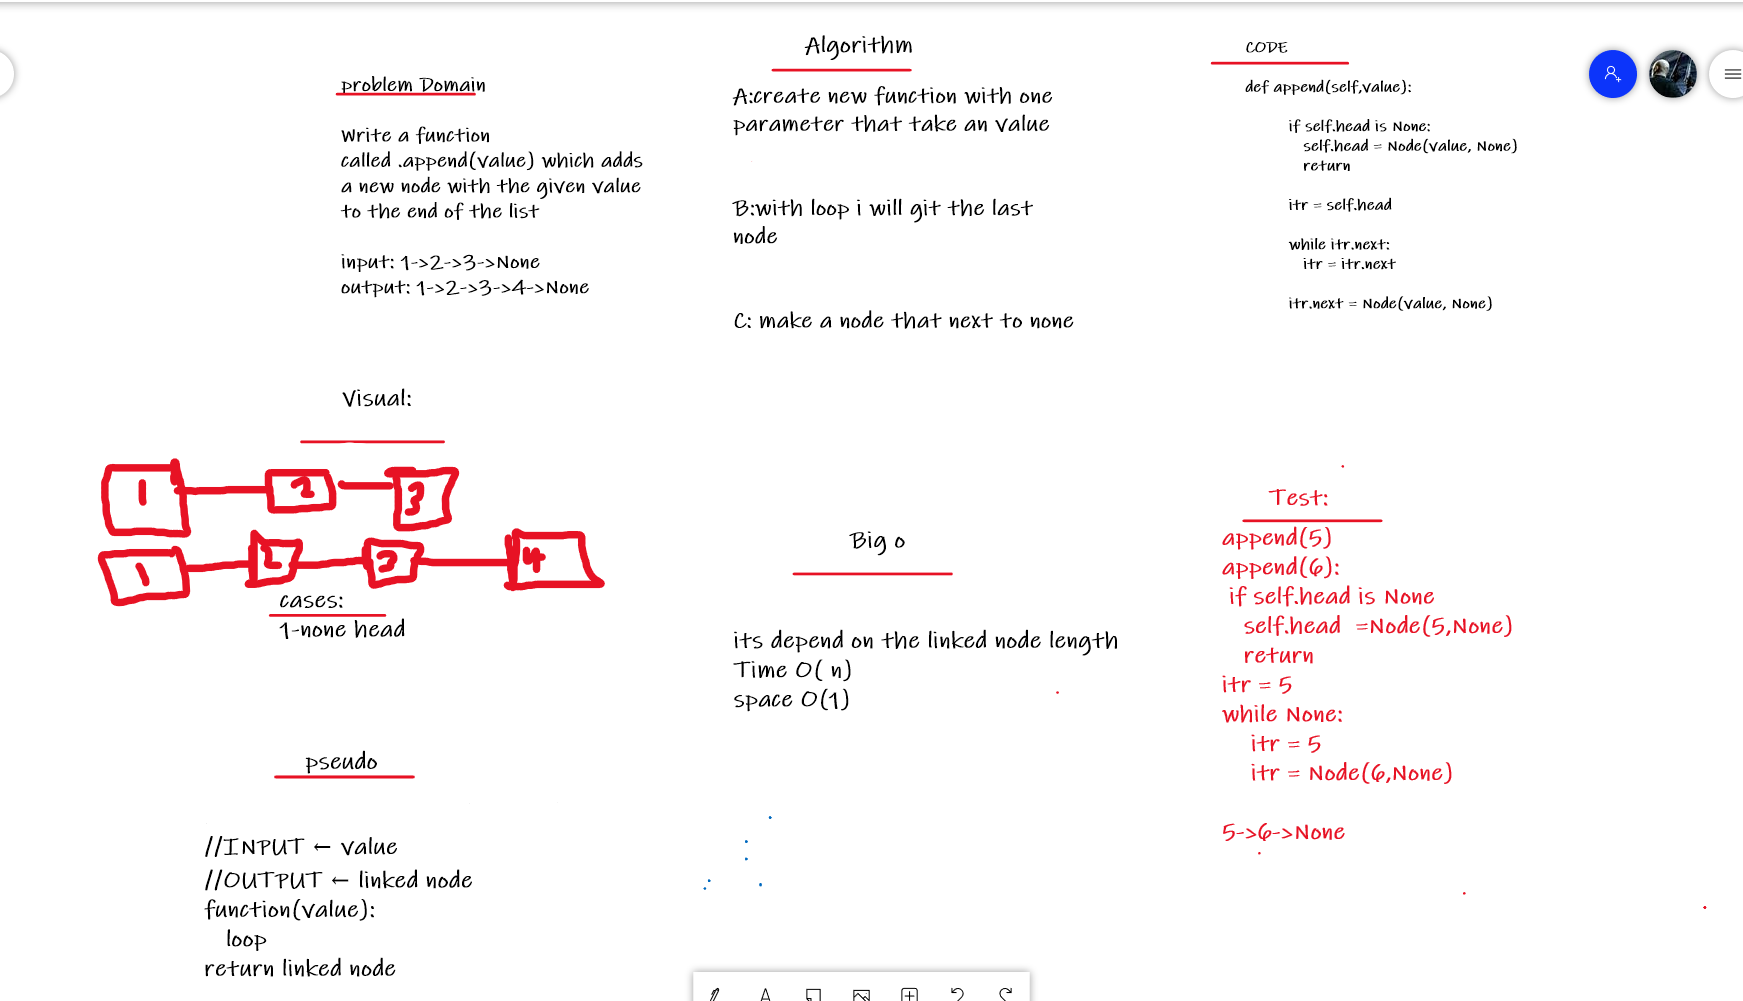 problem Domain
Write a function
called .append(value) which adds
a new node with the given value
to the end of the list
input: 1->2->3->None
output: 1->2->3->4->None
Visual:
1 2 3
1 2 3 4
cases:
1-none head
pseudo
//INPUT ← value
//OUTPUT ← linked node
function(value):
loop
return linked node
Algorithm
A:create new function with one
parameter that take an value
B:with loop i will git the last
node
C: make a node that next to none
Big o
its depend on the linked node length
Time O( n)
space O(1)
CODE
def append(self,value):
if self.head is None:
self.head = Node(value, None)
return
itr = self.head
while itr.next:
itr = itr.next
itr.next = Node(value, None)
Test:
append(5)
append(6):
if self.head is None
self.head =Node(5,None)
return
itr = 5
while None:
itr = 5
itr = Node(6,None)
5->6->None